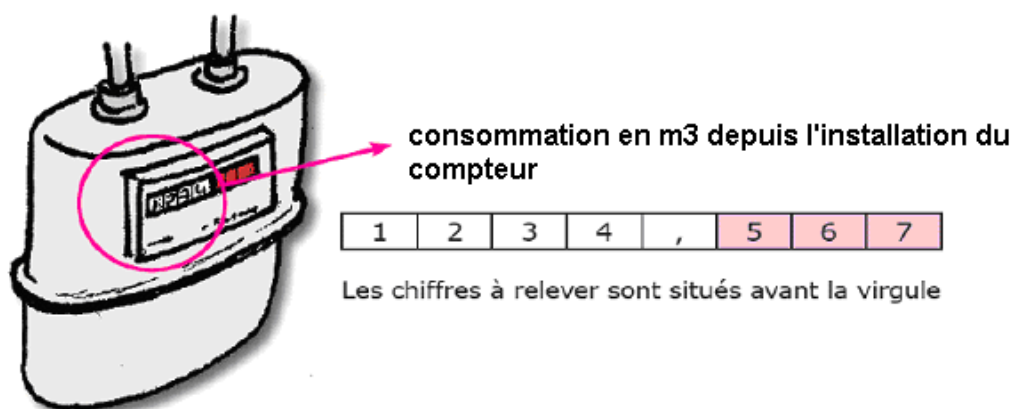 consommation en m3 depuis l'installation du
compteur
1 2 3 4 , 5 6 7
Les chiffres à relever sont situés avant la virgule